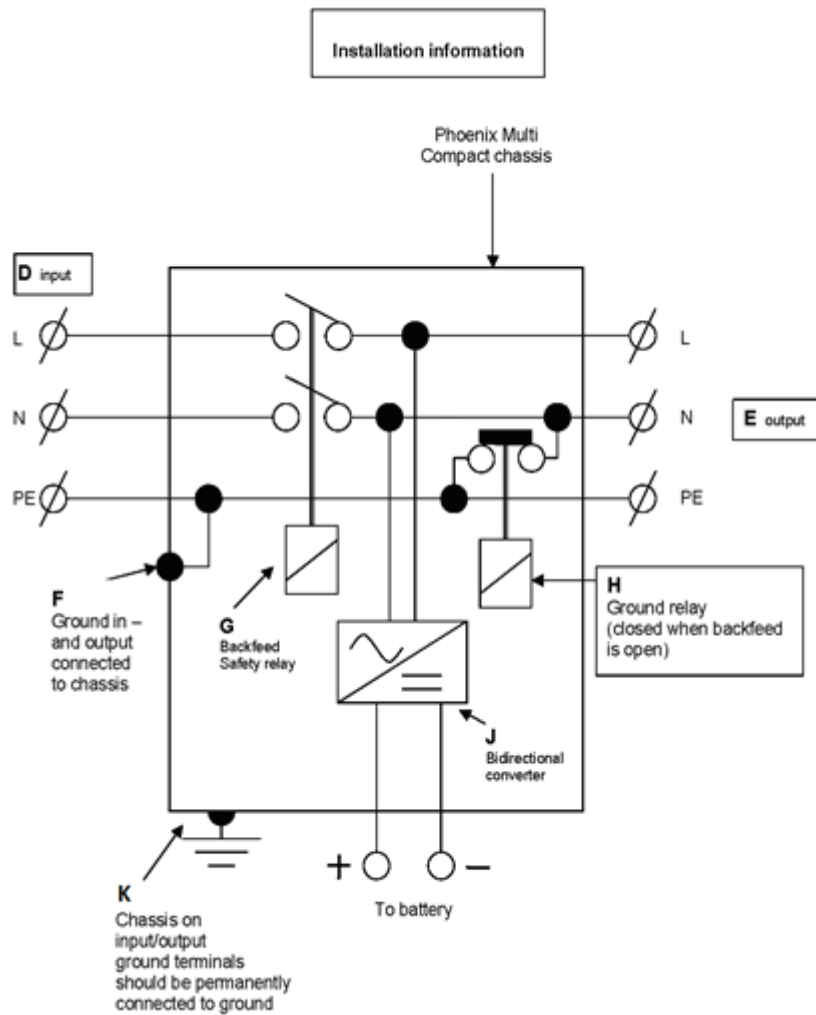 Installation information
Phoenix Multi
Compact chassis
D input
L
L
N
N
E output
PE
PE
F
Ground in –
and output
connected
to chassis
G
Backfeed
Safety relay
H
Ground relay
(closed when backfeed
is open)
J
Bidirectional
converter
K
Chassis on
input/output
ground terminals
should be permanently
connected to ground
+ −
To battery